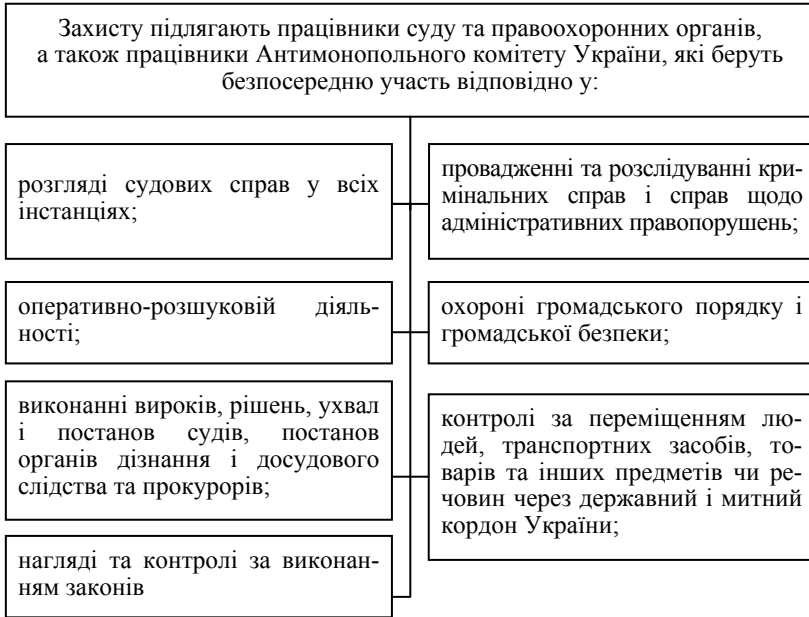 Захисту підлягають працівники суду та правоохоронних органів,
а також працівники Антимонопольного комітету України, які беруть
безпосередню участь відповідно у:
розгляді судових справ у всіх
інстанціях;
провадженні та розслідуванні кри-
мінальних справ і справ щодо
адміністративних правопорушень;
оперативно-розшуковій діяль-
ності;
охороні громадського порядку і
громадської безпеки;
виконанні вироків, рішень, ухвал
і постанов судів, постанов
органів дізнання і досудового
слідства та прокурорів;
контролі за переміщенням лю-
дей, транспортних засобів, то-
варів та інших предметів чи ре-
човин через державний і митний
кордон України;
нагляді та контролі за виконан-
ням законів